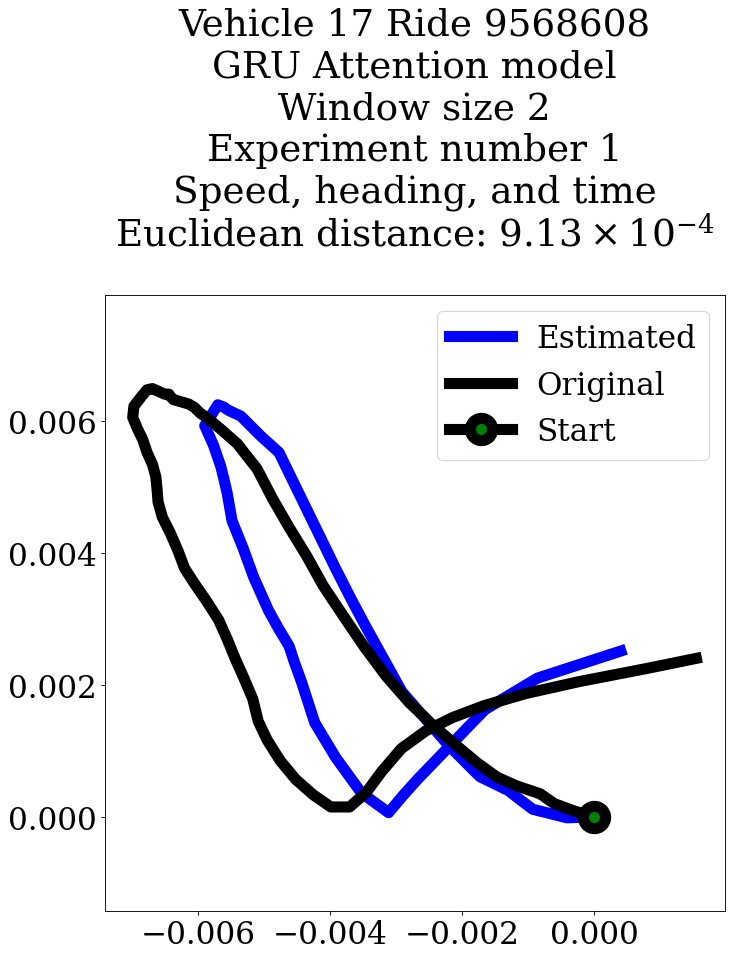 Vehicle 17 Ride 9568608
GRU Attention model
Window size 2
Experiment number 1
Speed, heading, and time
Euclidean distance: 9.13 × 10⁻⁴
Estimated
Original
Start
0.006
0.004
0.002
0.000
−0.006 −0.004 −0.002 0.000